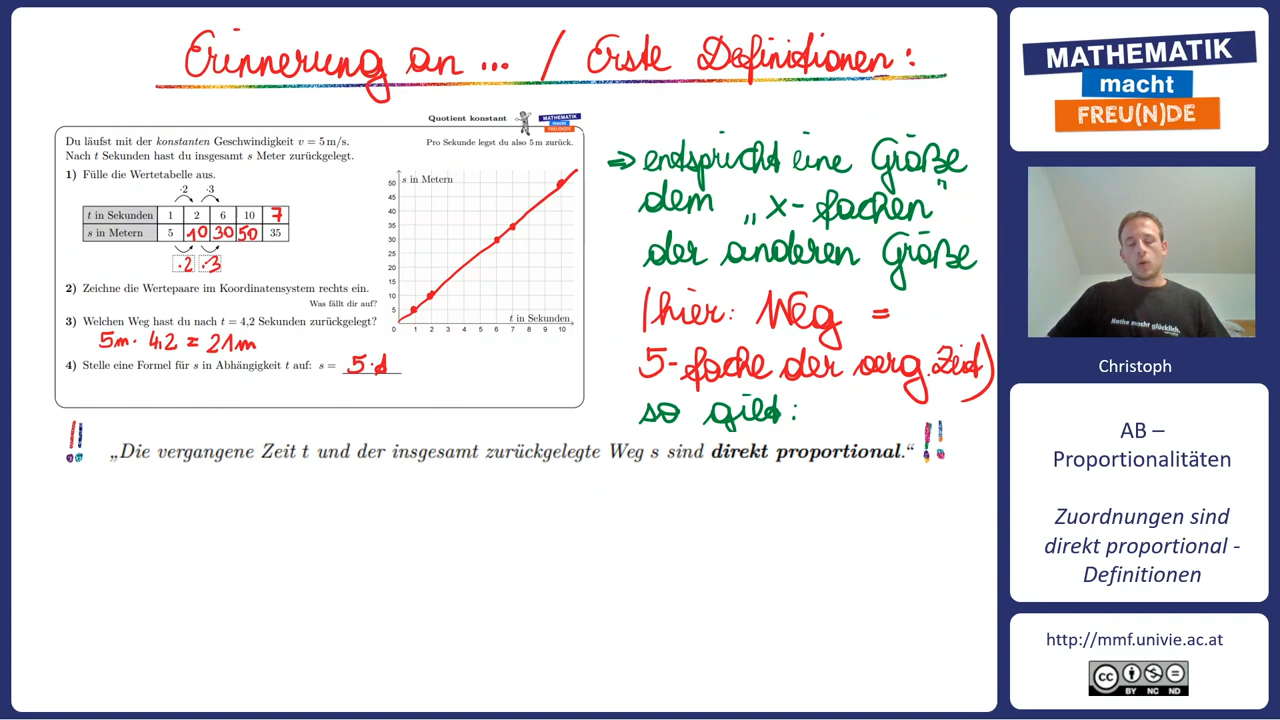 Erinnerung an ... / Erste Definitionen:
Quotient konstant
MATHEMATIK
macht
FREU(N)DE
Du läufst mit der konstanten Geschwindigkeit v = 5 m/s.
Nach t Sekunden hast du insgesamt s Meter zurückgelegt.
Pro Sekunde legst du also 5 m zurück.
1) Fülle die Wertetabelle aus.
·2 ·3
t in Sekunden 1 2 6 10 7
s in Metern 5 10 30 50 35
·2 ·3
2) Zeichne die Wertepaare im Koordinatensystem rechts ein.
Was fällt dir auf?
3) Welchen Weg hast du nach t = 4,2 Sekunden zurückgelegt?
5m · 4,2 = 21m
4) Stelle eine Formel für s in Abhängigkeit t auf: s = 5·t
s in Metern
50
45
40
35
30
25
20
15
10
5
0
t in Sekunden
1 2 3 4 5 6 7 8 9 10
⇒ entspricht eine Größe
dem „x-fachen"
der anderen Größe
(hier: Weg =
5-fache der verg. Zeit)
so gilt:
!! „Die vergangene Zeit t und der insgesamt zurückgelegte Weg s sind direkt proportional.“ !!
MATHEMATIK
macht
FREU(N)DE
Mathe macht glücklich.
Christoph
AB –
Proportionalitäten
Zuordnungen sind
direkt proportional -
Definitionen
http://mmf.univie.ac.at
CC BY NC ND